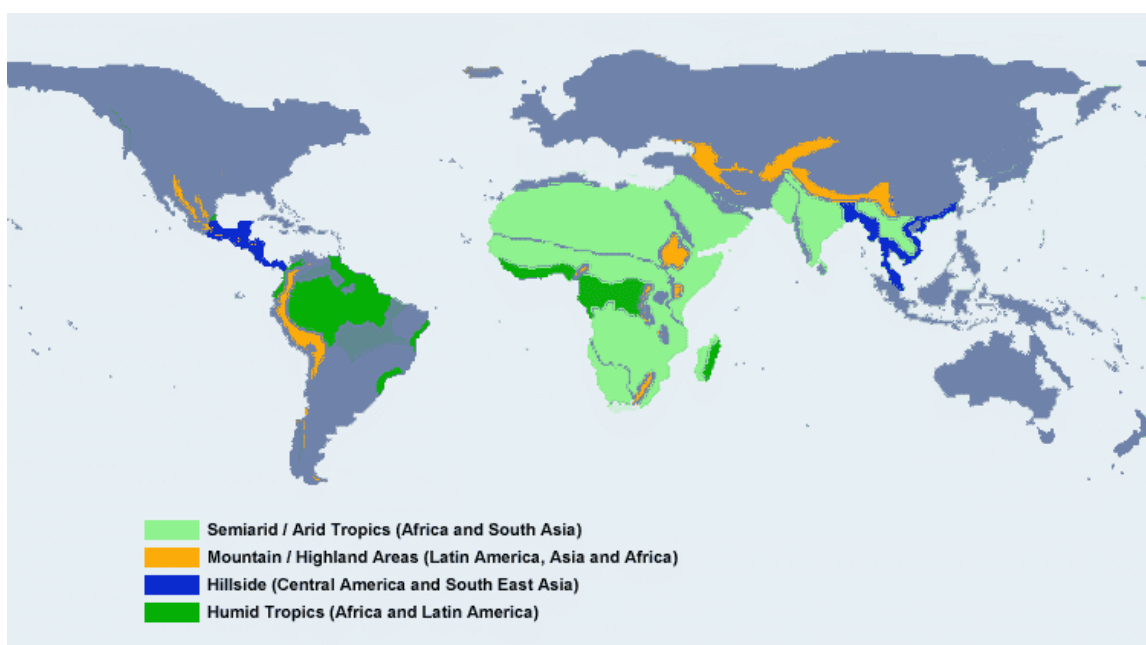 Semiarid / Arid Tropics (Africa and South Asia)
Mountain / Highland Areas (Latin America, Asia and Africa)
Hillside (Central America and South East Asia)
Humid Tropics (Africa and Latin America)